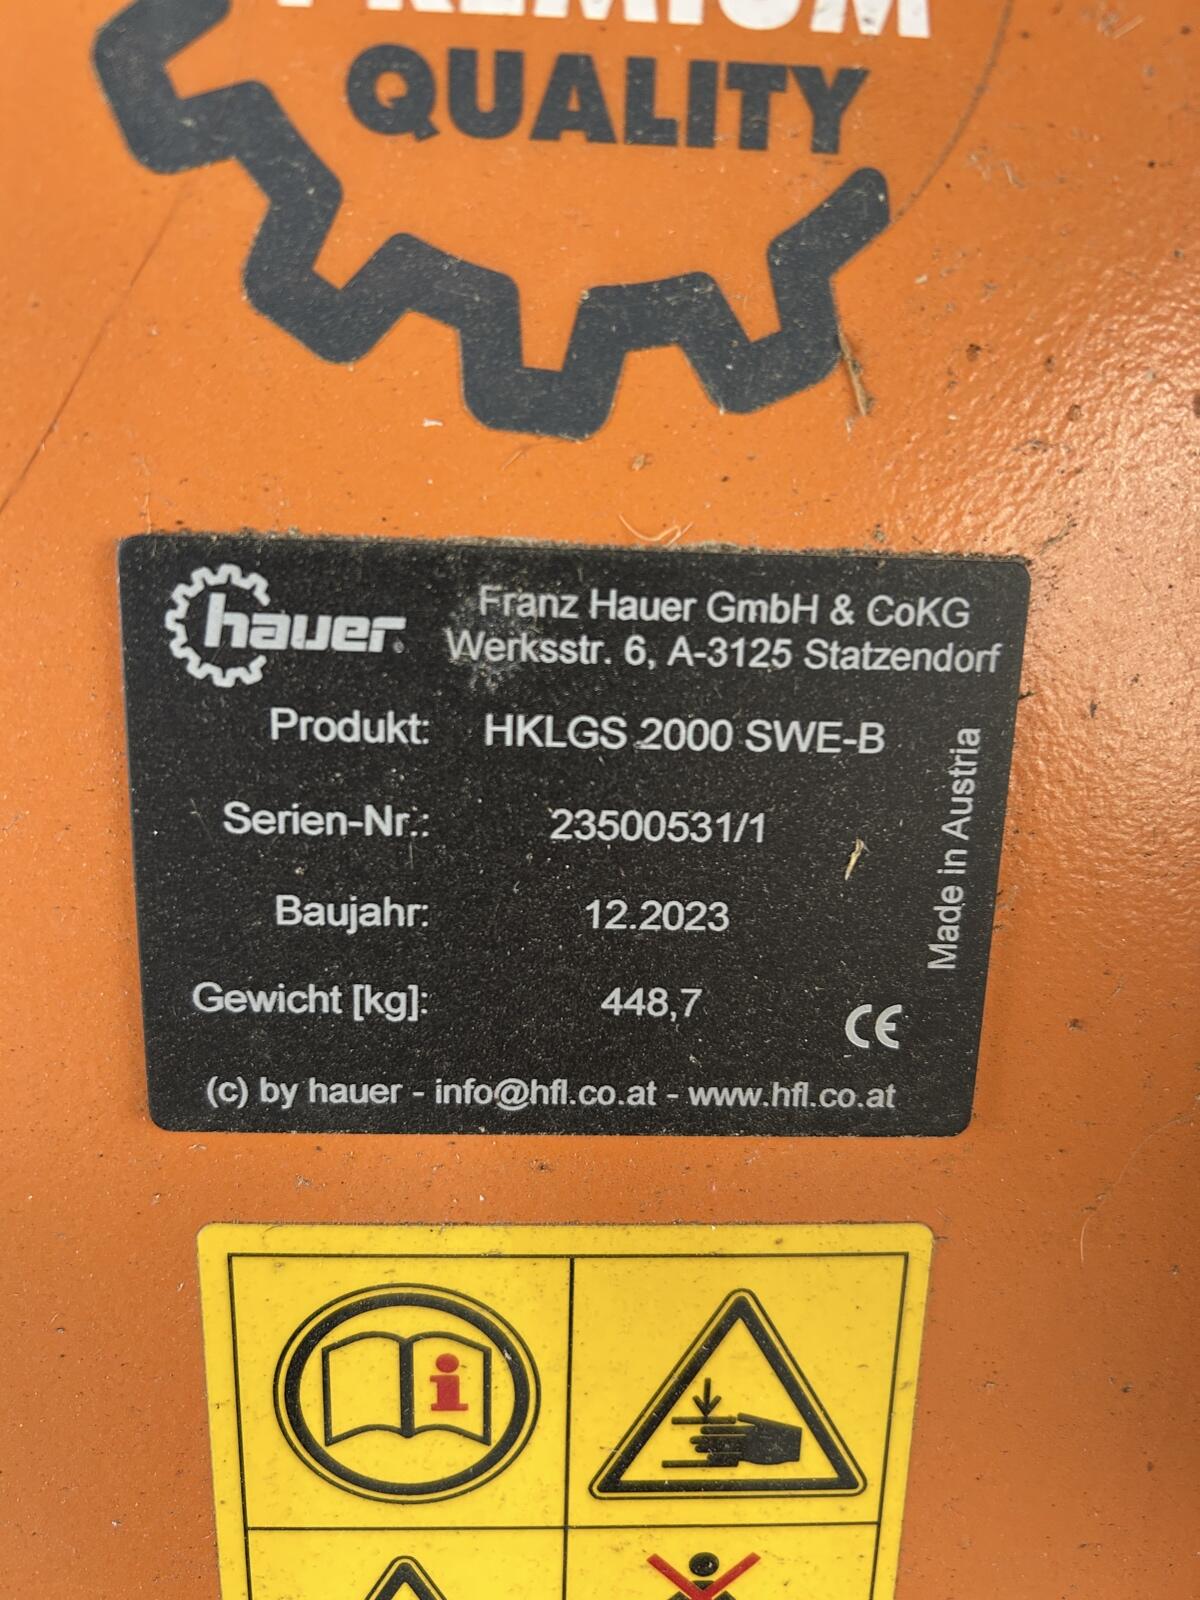 PREMIUM
QUALITY
hauer®
Franz Hauer GmbH & CoKG
Werksstr. 6, A-3125 Statzendorf
Produkt: HKLGS 2000 SWE-B
Serien-Nr.: 23500531/1
Baujahr: 12.2023
Gewicht [kg]: 448,7
Made in Austria
CE
(c) by hauer - info@hfl.co.at - www.hfl.co.at
i